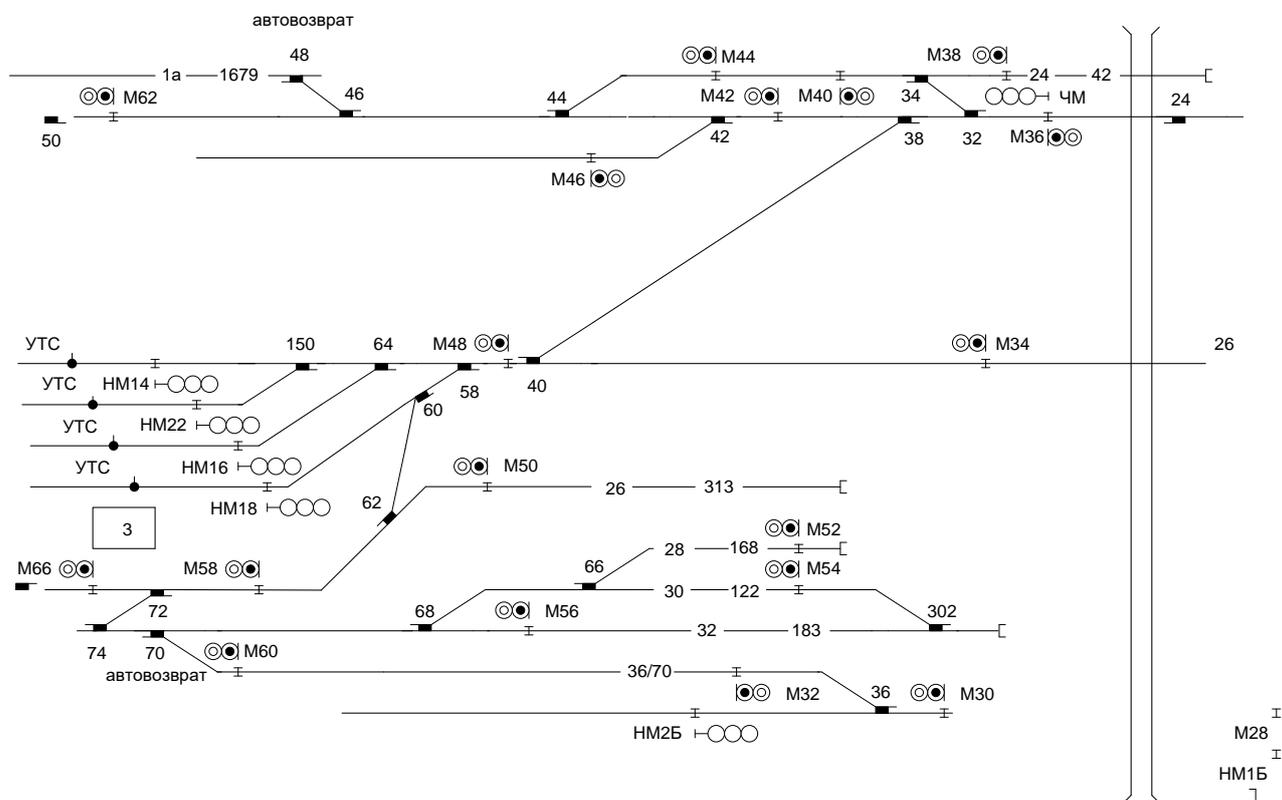 автовозврат
48
М44
М38
1а 1679
24 42
М62
46
44
М42
М40
34
ЧМ
24
50
42
38
32
М36
М46
УТС
150
64
М48
М34
26
УТС
НМ14
58
40
УТС
НМ22
60
УТС
НМ16
М50
НМ18
62
26 313
3
М52
28 168
М66
М58
66
М54
30 122
72
68
М56
302
32 183
74
70
М60
автовозврат
36/70
М32
36
М30
НМ2Б
М28
НМ1Б